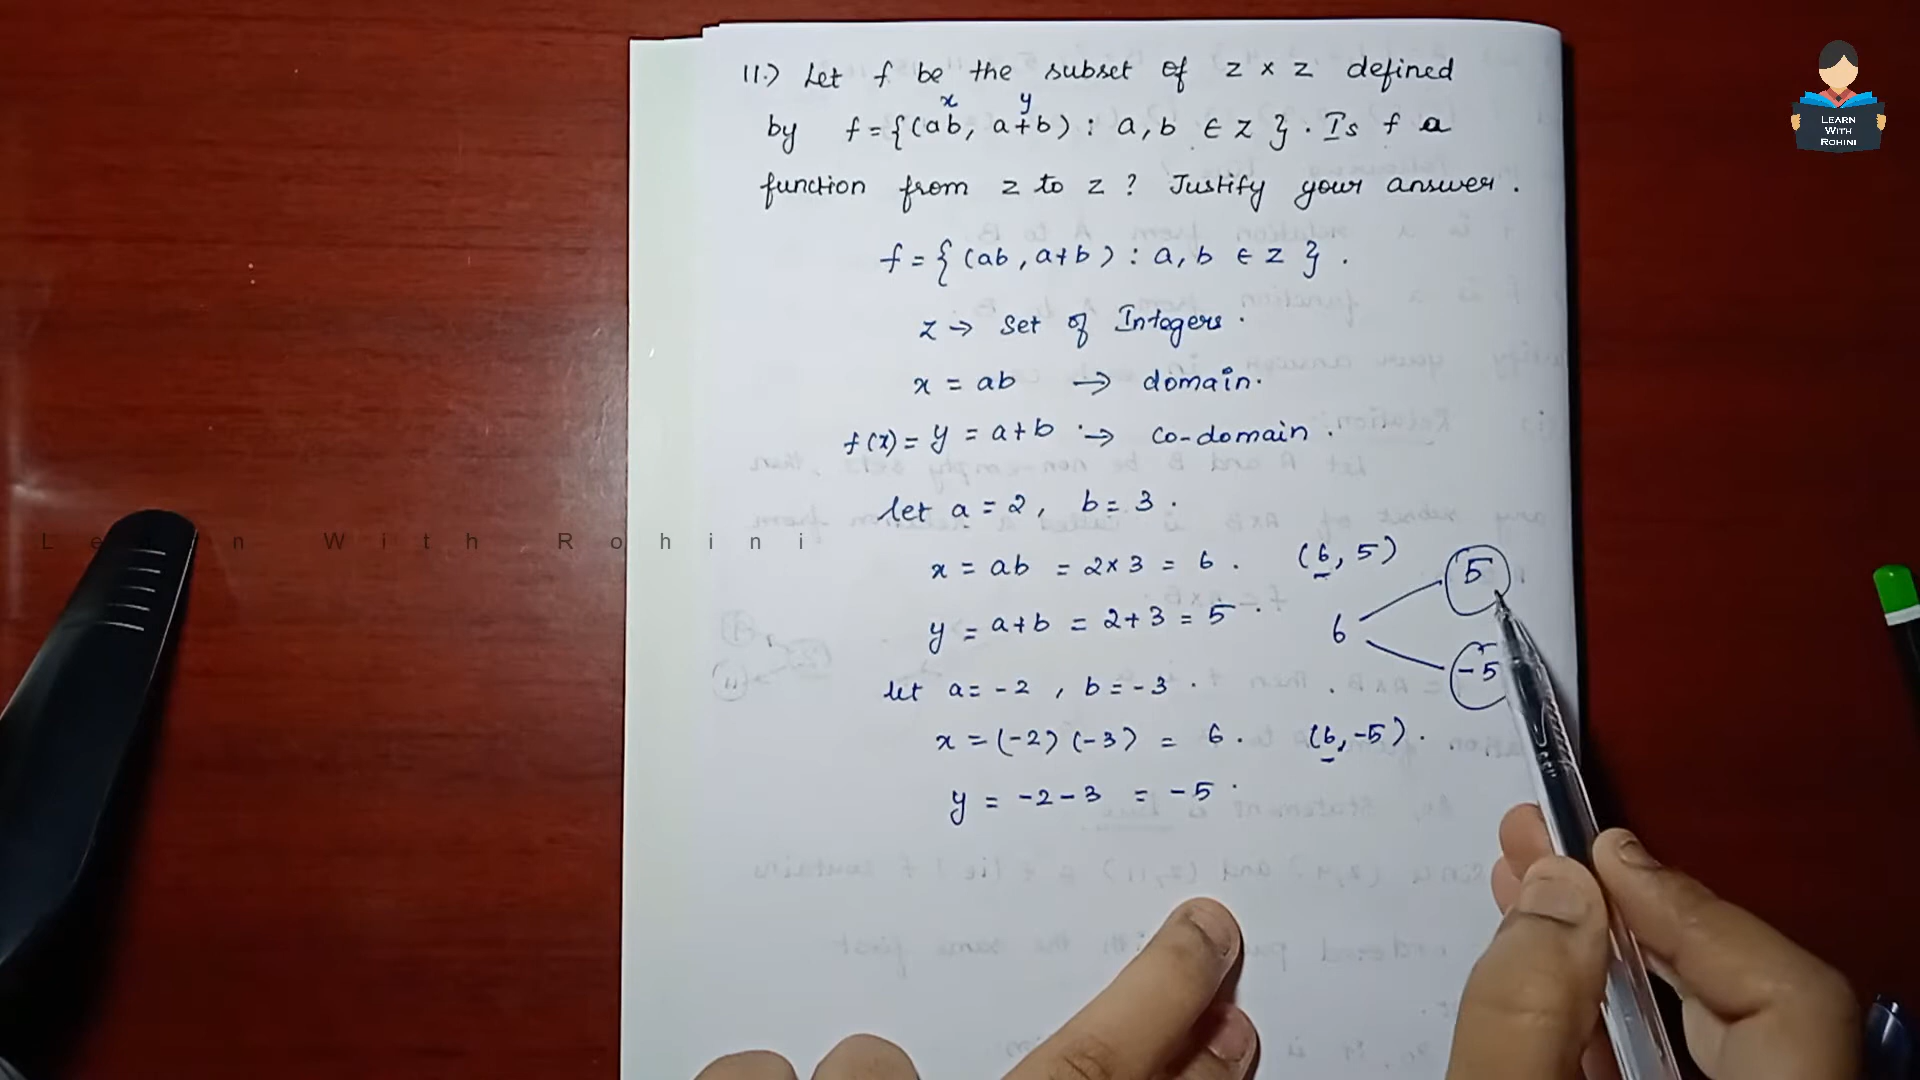 11.) Let f be the subset of z × z defined
x y
by f = {(ab, a+b) : a, b ∈ z }. Is f a
function from z to z ? Justify your answer.
f = { (ab, a+b) : a, b ∈ z } .
z → set of Integers.
x = ab → domain.
f(x) = y = a+b → co-domain.
let a = 2, b = 3.
x = ab = 2×3 = 6. (6, 5)
y = a+b = 2+3 = 5.
6 5
-5
let a = -2, b = -3.
x = (-2) (-3) = 6. (6, -5).
y = -2-3 = -5.
Learn With Rohini
LEARN
WITH
ROHINI